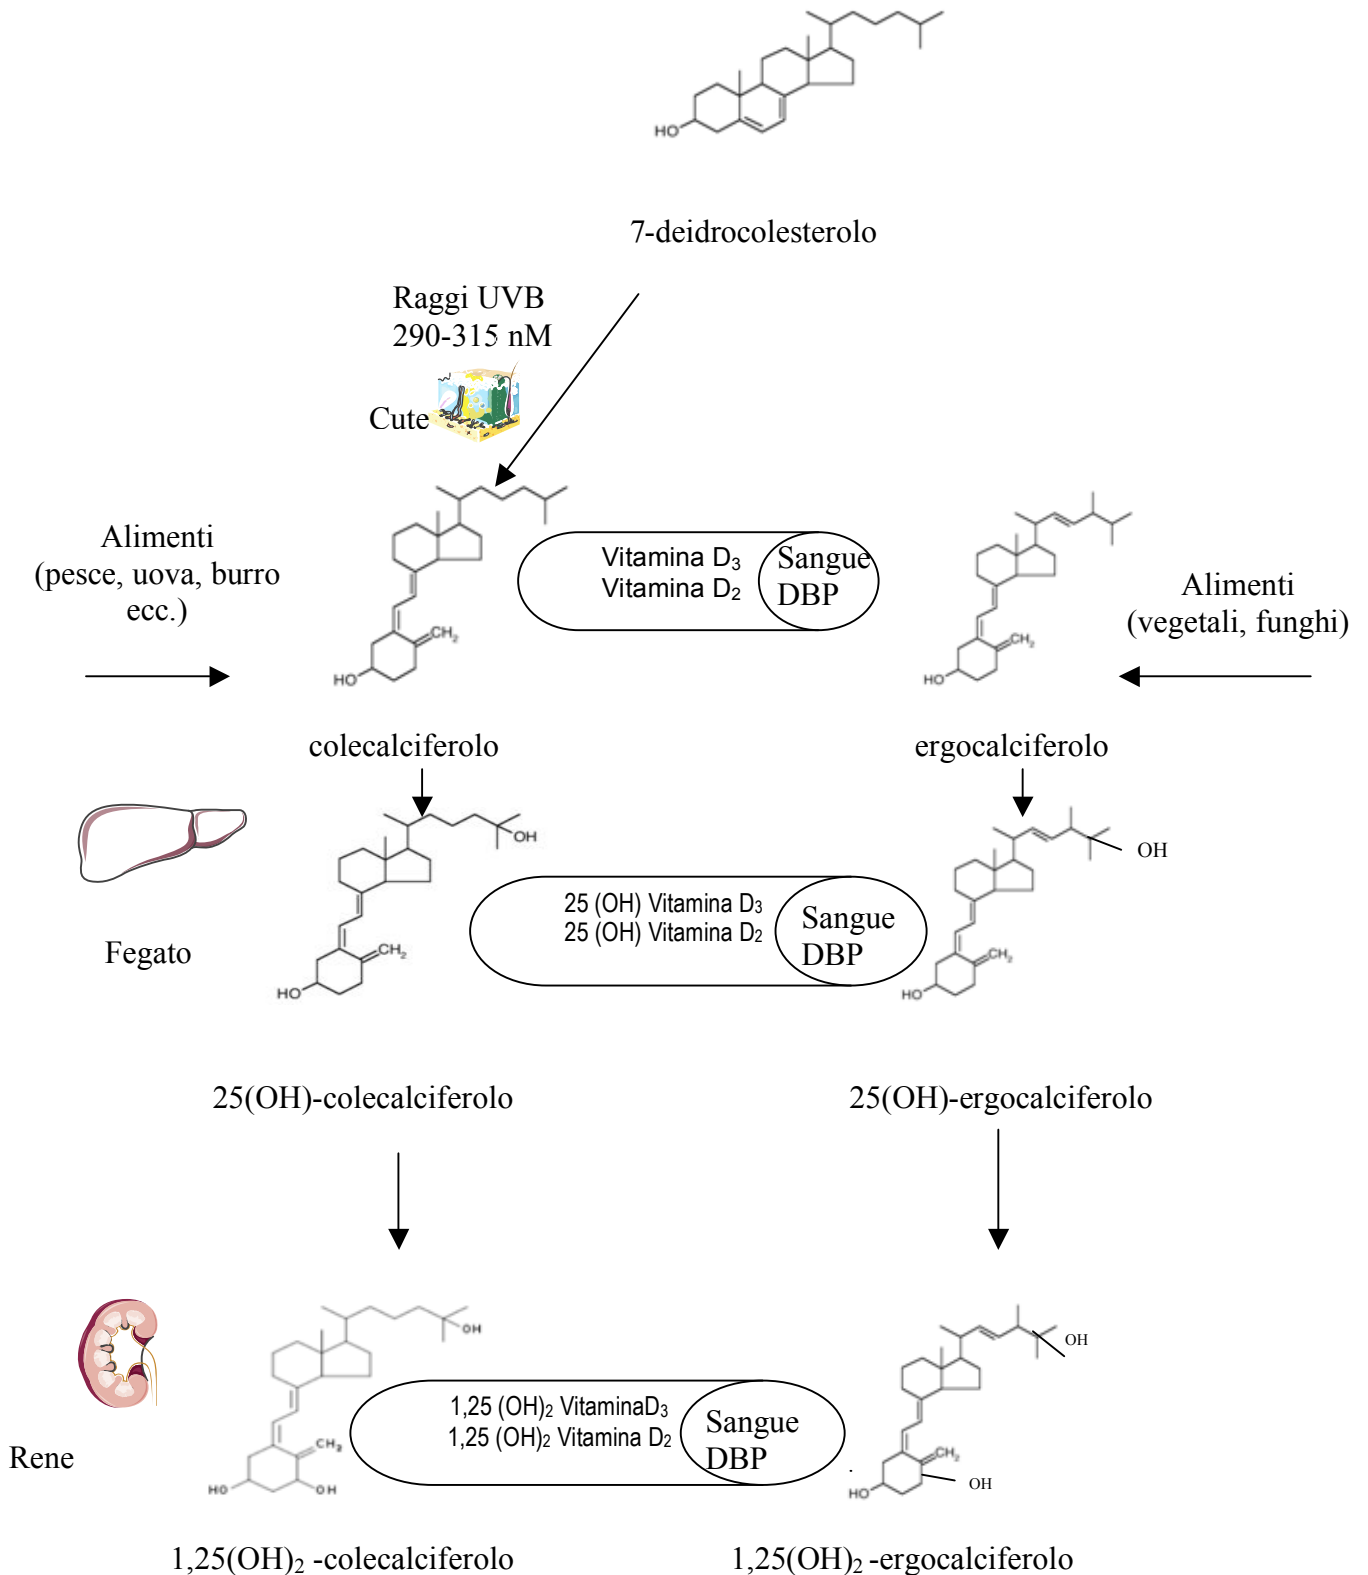 HO
7-deidrocolesterolo
Raggi UVB
290-315 nM
Cute
Alimenti
(pesce, uova, burro
ecc.)
CH₂
HO
Vitamina D₃
Vitamina D₂
Sangue
DBP
CH₂
HO
Alimenti
(vegetali, funghi)
colecalciferolo
ergocalciferolo
Fegato
OH
CH₂
HO
25 (OH) Vitamina D₃
25 (OH) Vitamina D₂
Sangue
DBP
OH
CH₂
HO
25(OH)-colecalciferolo
25(OH)-ergocalciferolo
Rene
OH
CH₂
HO
OH
1,25 (OH)₂ VitaminaD₃
1,25 (OH)₂ Vitamina D₂
Sangue
DBP
.
OH
CH₂
HO
OH
1,25(OH)₂ -colecalciferolo
1,25(OH)₂ -ergocalciferolo